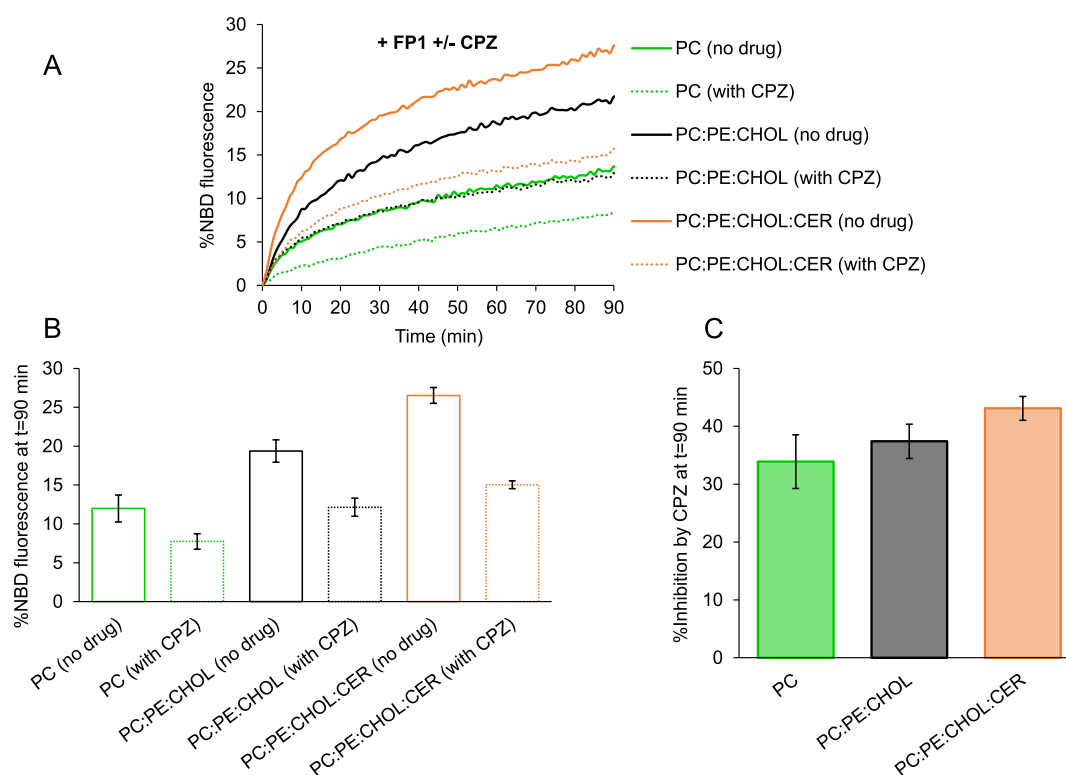 A
+ FP1 +/- CPZ
%NBD fluorescence
30
25
20
15
10
5
0
0 10 20 30 40 50 60 70 80 90
Time (min)
PC (no drug)
PC (with CPZ)
PC:PE:CHOL (no drug)
PC:PE:CHOL (with CPZ)
PC:PE:CHOL:CER (no drug)
PC:PE:CHOL:CER (with CPZ)
B
%NBD fluorescence at t=90 min
30
25
20
15
10
5
0
PC (no drug)
PC (with CPZ)
PC:PE:CHOL (no drug)
PC:PE:CHOL (with CPZ)
PC:PE:CHOL:CER (no drug)
PC:PE:CHOL:CER (with CPZ)
C
%Inhibition by CPZ at t=90 min
50
40
30
20
10
0
PC
PC:PE:CHOL
PC:PE:CHOL:CER